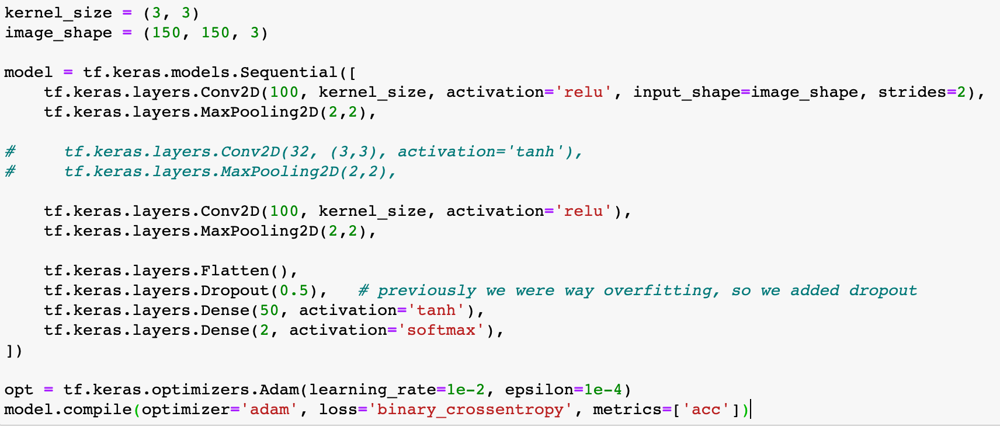 kernel_size = (3, 3)
image_shape = (150, 150, 3)
model = tf.keras.models.Sequential([
    tf.keras.layers.Conv2D(100, kernel_size, activation='relu', input_shape=image_shape, strides=2),
    tf.keras.layers.MaxPooling2D(2,2),
#     tf.keras.layers.Conv2D(32, (3,3), activation='tanh'),
#     tf.keras.layers.MaxPooling2D(2,2),
    tf.keras.layers.Conv2D(100, kernel_size, activation='relu'),
    tf.keras.layers.MaxPooling2D(2,2),
    tf.keras.layers.Flatten(),
    tf.keras.layers.Dropout(0.5),   # previously we were way overfitting, so we added dropout
    tf.keras.layers.Dense(50, activation='tanh'),
    tf.keras.layers.Dense(2, activation='softmax'),
])
opt = tf.keras.optimizers.Adam(learning_rate=1e-2, epsilon=1e-4)
model.compile(optimizer='adam', loss='binary_crossentropy', metrics=['acc'])